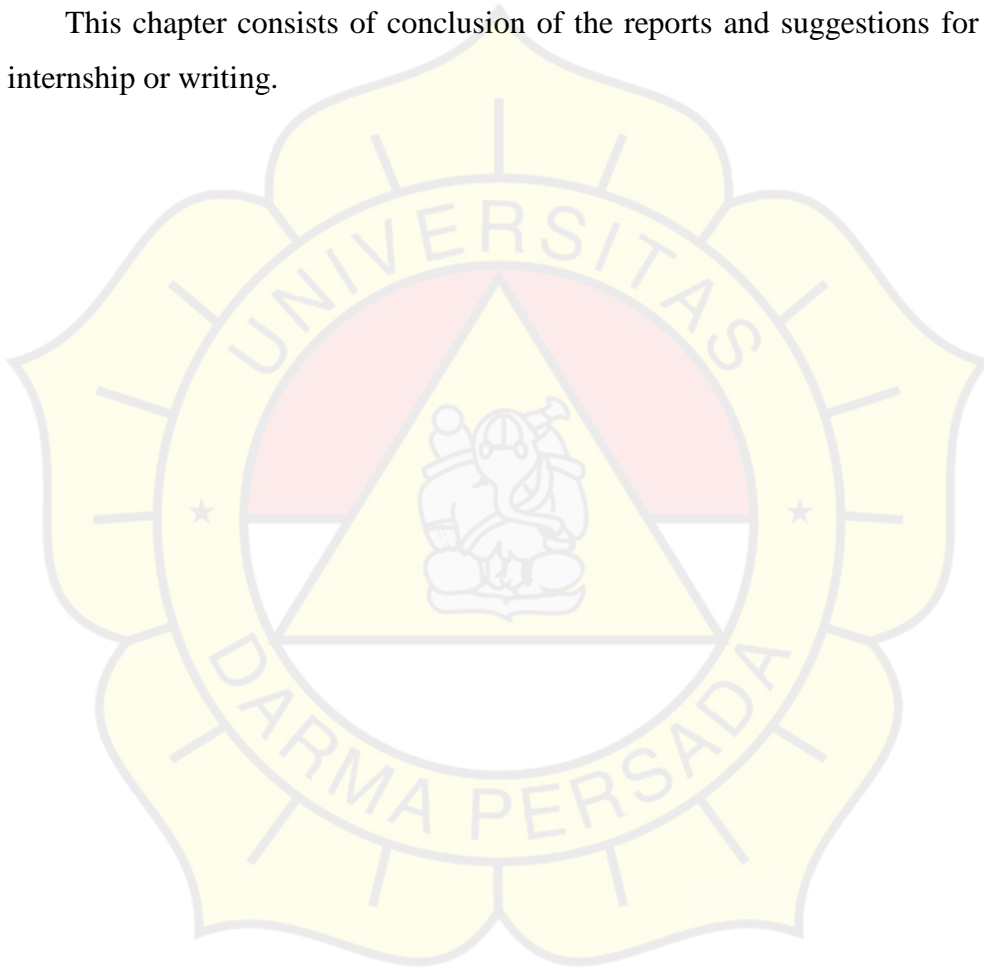 This chapter consists of conclusion of the reports and suggestions for
internship or writing.
UNIVERSITAS
DARMA PERSADA